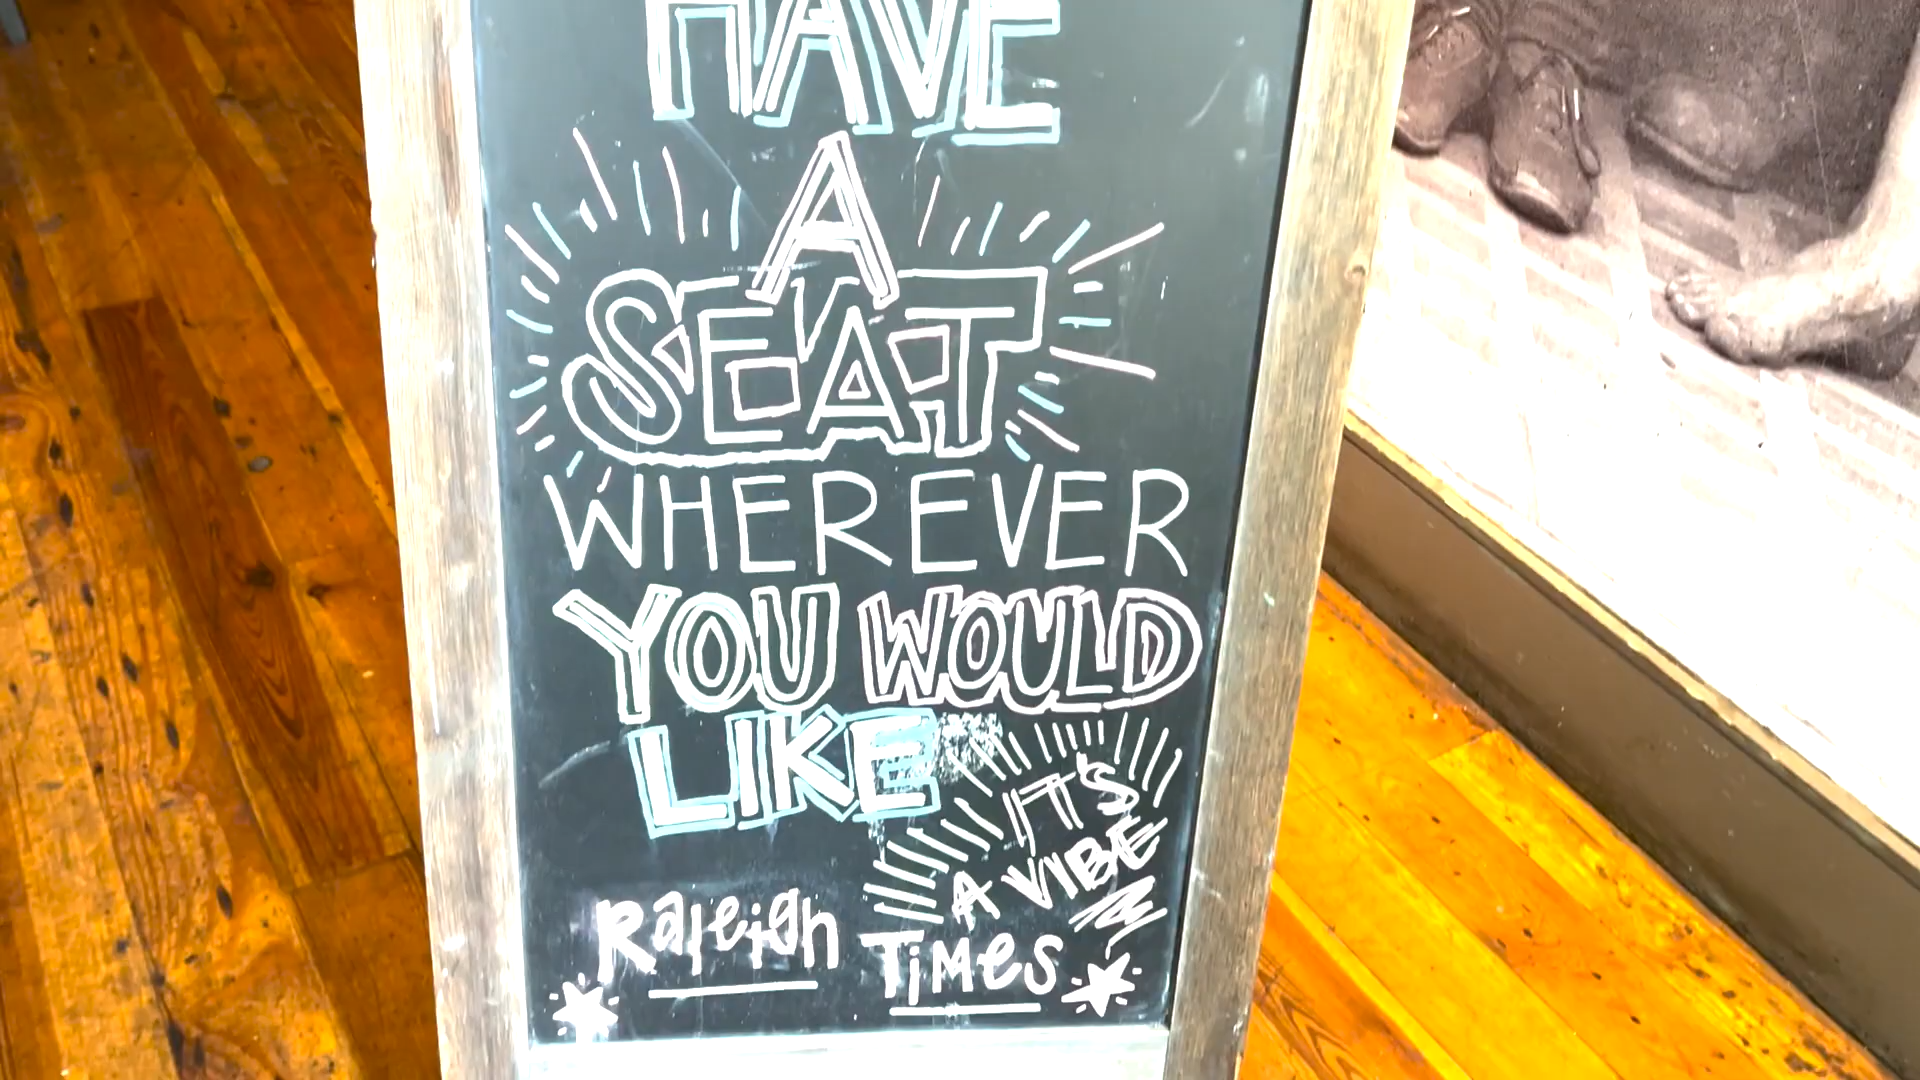 HAVE
A
SEAT
WHEREVER
YOU WOULD
LIKE
IT'S
A VIBE
Raleigh Times